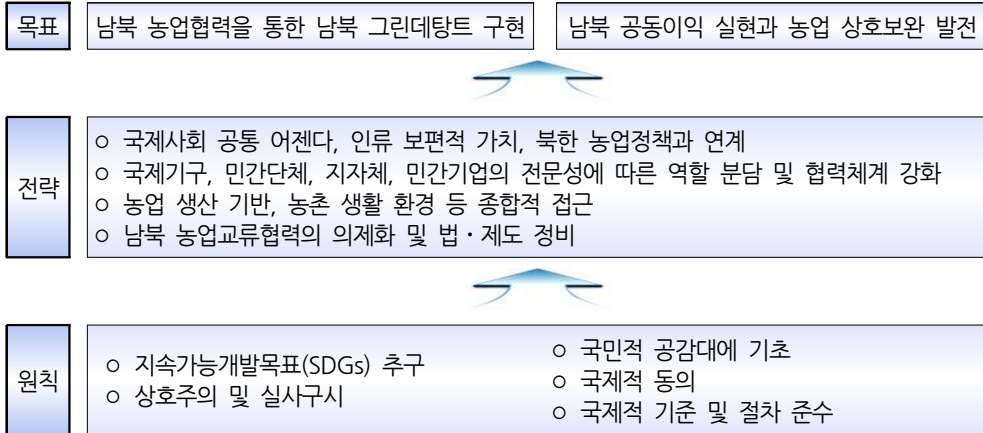 목표
남북 농업협력을 통한 남북 그린데탕트 구현
남북 공동이익 실현과 농업 상호보완 발전
전략
○ 국제사회 공통 어젠다, 인류 보편적 가치, 북한 농업정책과 연계
○ 국제기구, 민간단체, 지자체, 민간기업의 전문성에 따른 역할 분담 및 협력체계 강화
○ 농업 생산 기반, 농촌 생활 환경 등 종합적 접근
○ 남북 농업교류협력의 의제화 및 법・제도 정비
원칙
○ 지속가능개발목표(SDGs) 추구
○ 상호주의 및 실사구시
○ 국민적 공감대에 기초
○ 국제적 동의
○ 국제적 기준 및 절차 준수